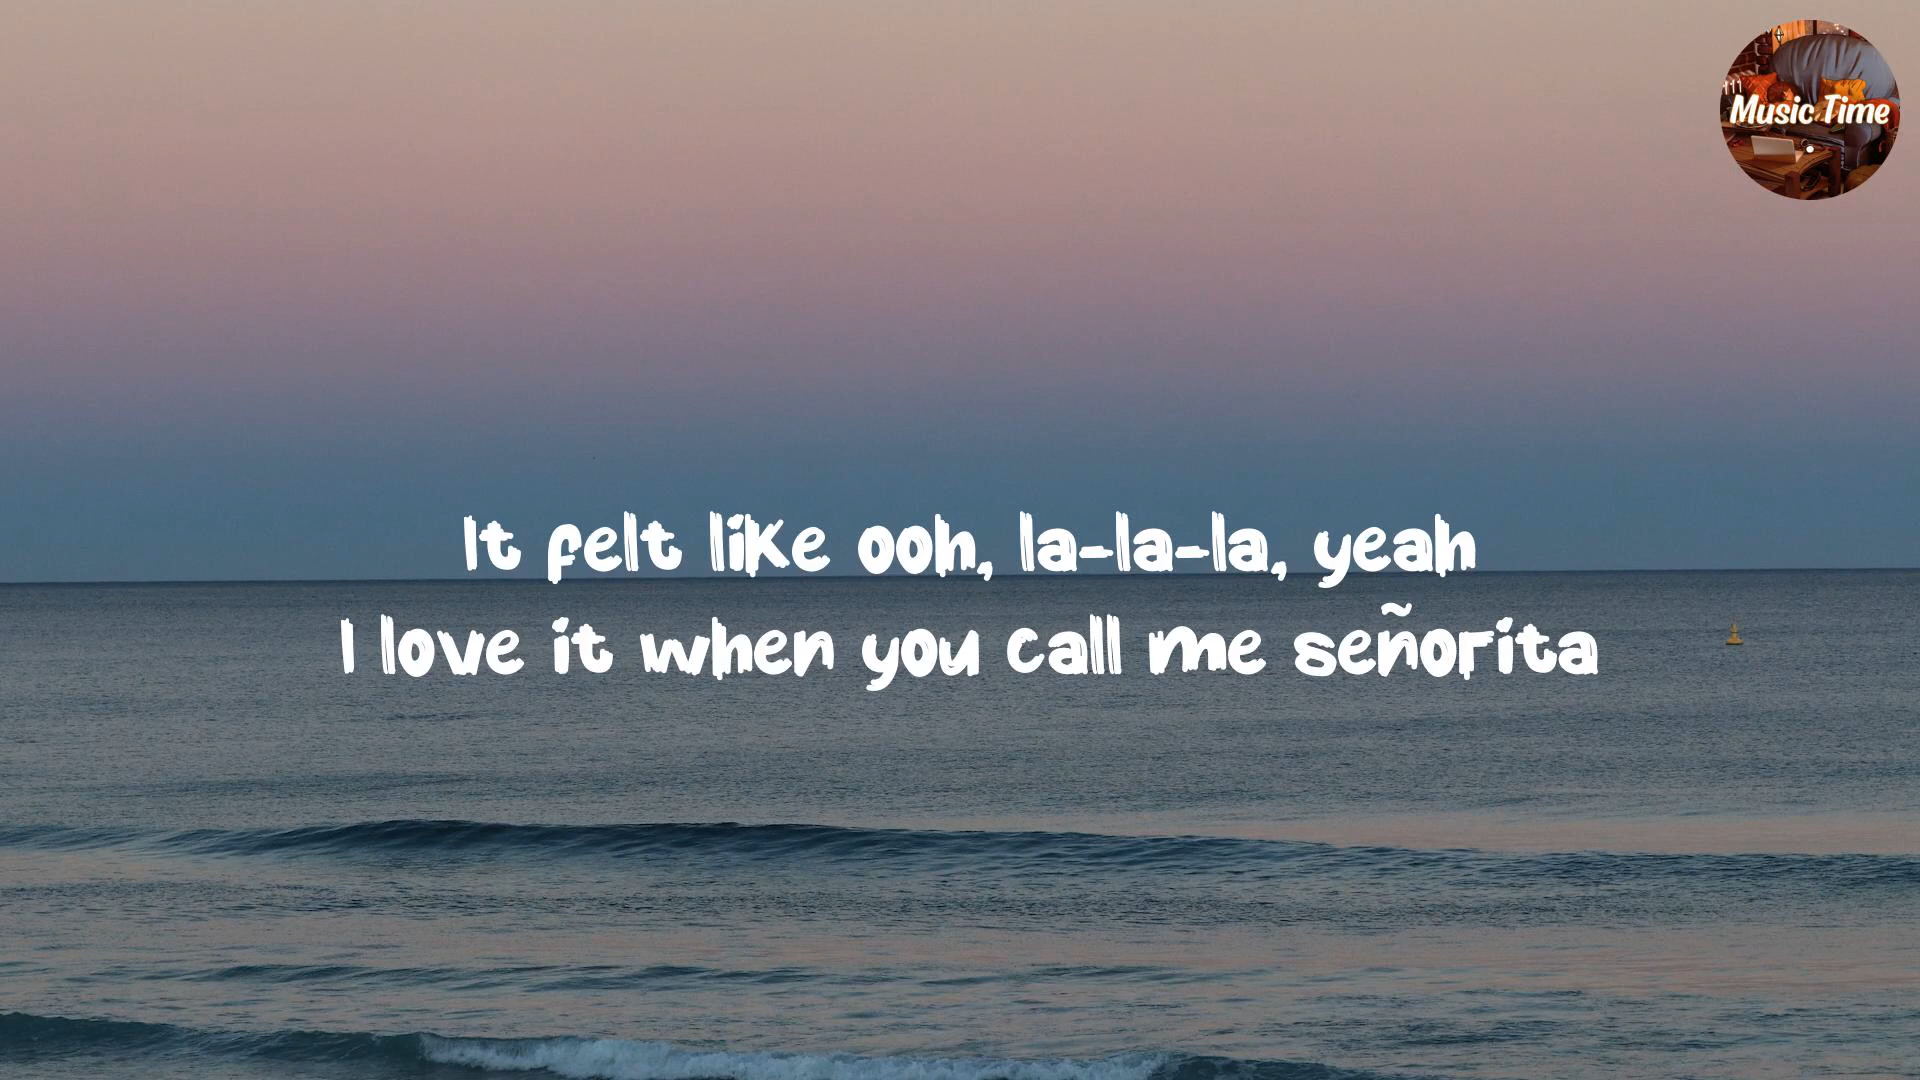 Music Time
It felt like ooh, la-la-la, yeah
I love it when you call me señorita